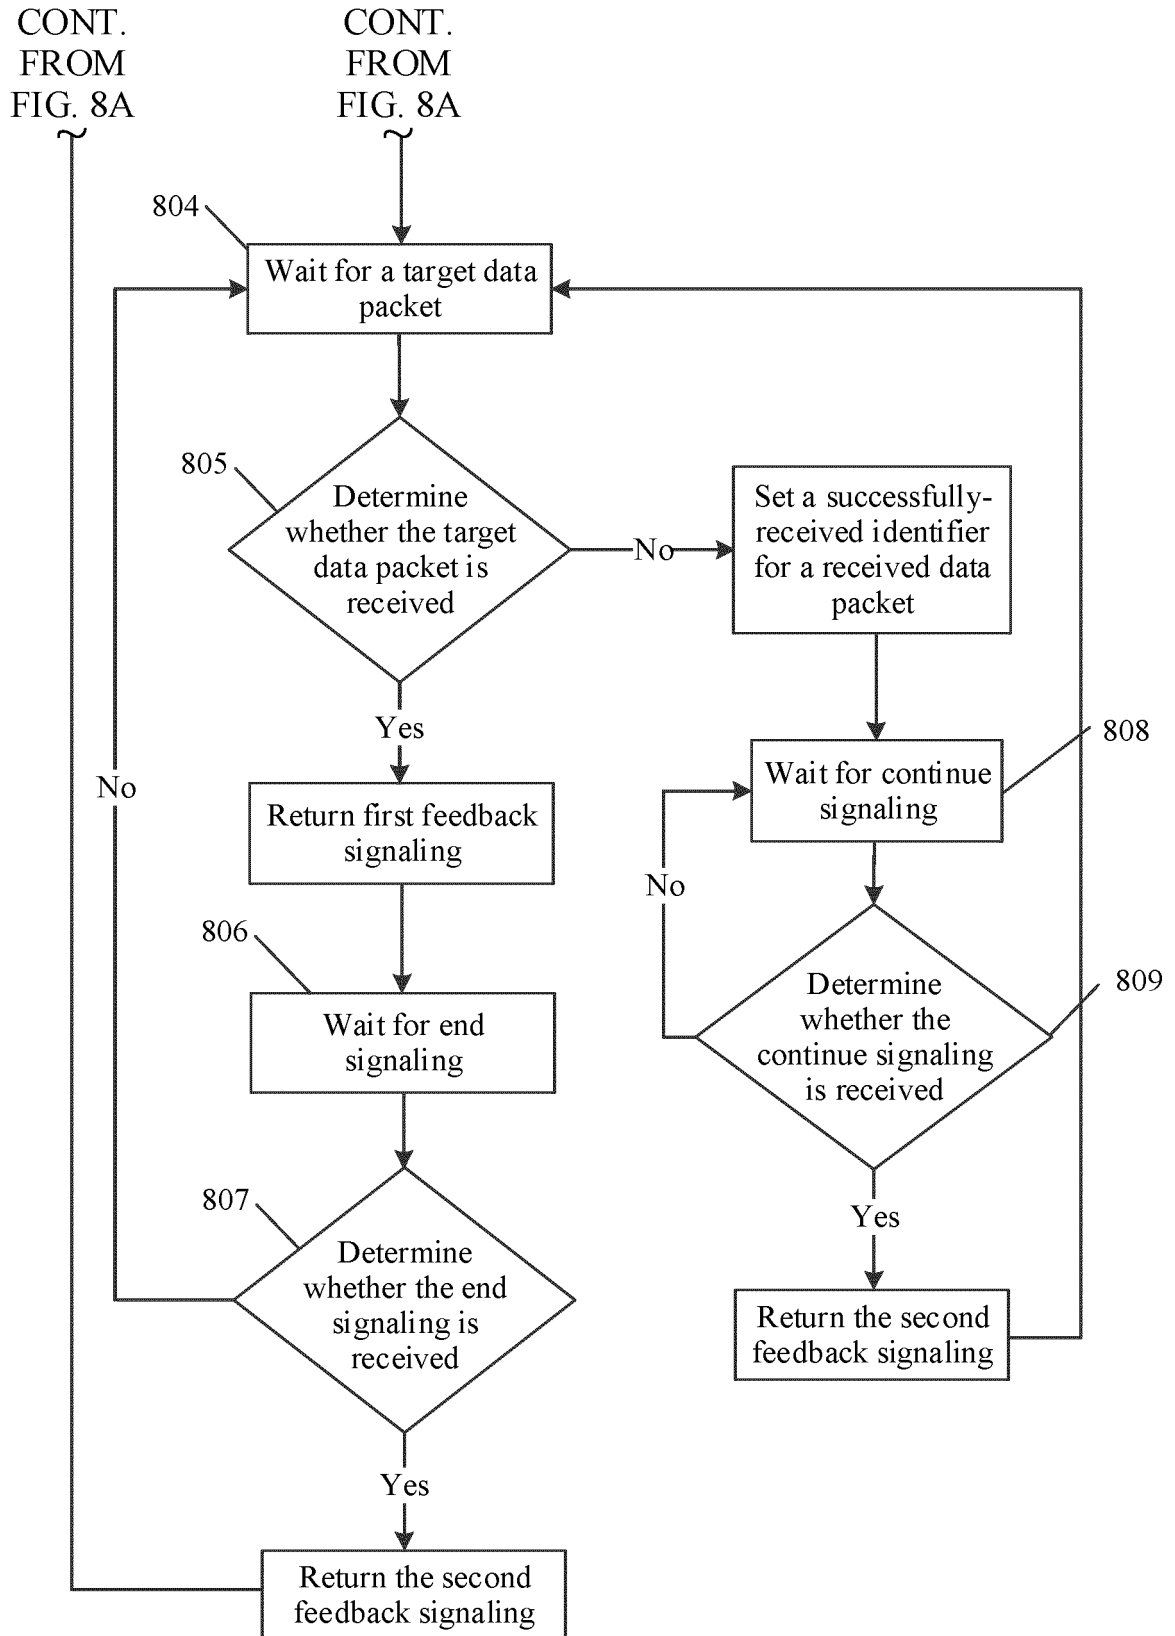 CONT.
FROM
FIG. 8A
CONT.
FROM
FIG. 8A
804
Wait for a target data
packet
805
Determine
whether the target
data packet is
received
No
Set a successfully-
received identifier
for a received data
packet
Yes
808
Wait for continue
signaling
No
Return first feedback
signaling
No
806
Wait for end
signaling
809
Determine
whether the
continue signaling
is received
807
Determine
whether the end
signaling is
received
Yes
Return the second
feedback signaling
Yes
Return the second
feedback signaling